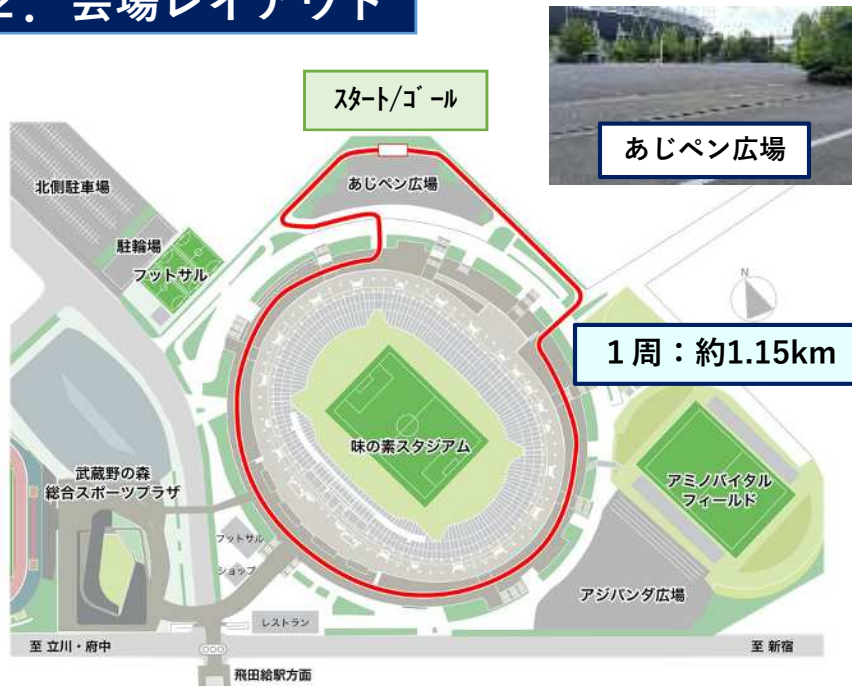 ２．会場レイアウト
ｽﾀｰﾄ/ｺﾞｰﾙ
あじペン広場
あじペン広場
北側駐車場
駐輪場
フットサル
N
１周：約1.15km
味の素スタジアム
武蔵野の森
総合スポーツプラザ
アミノバイタル
フィールド
フットサル
ショップ
アジパンダ広場
レストラン
至 立川・府中
至 新宿
飛田給駅方面